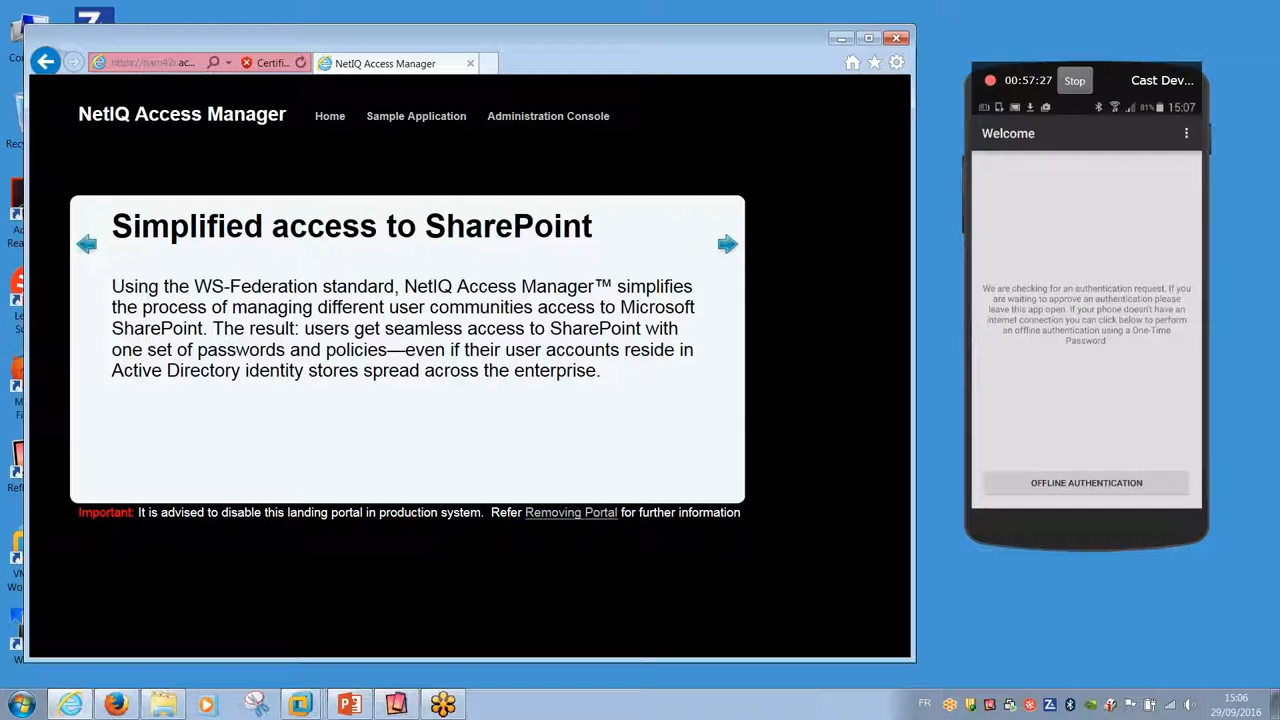 https://nam42r.ac...
Certifi...
NetIQ Access Manager
NetIQ Access Manager
Home
Sample Application
Administration Console
Simplified access to SharePoint
Using the WS-Federation standard, NetIQ Access Manager™ simplifies
the process of managing different user communities access to Microsoft
SharePoint. The result: users get seamless access to SharePoint with
one set of passwords and policies—even if their user accounts reside in
Active Directory identity stores spread across the enterprise.
Important: It is advised to disable this landing portal in production system. Refer Removing Portal for further information
00:57:27
Stop
Cast Dev...
81%
15:07
Welcome
We are checking for an authentication request. If you
are waiting to approve an authentication please
leave this app open. If your phone doesn't have an
internet connection you can click below to perform
an offline authentication using a One-Time
Password
OFFLINE AUTHENTICATION
FR
15:06
29/09/2016